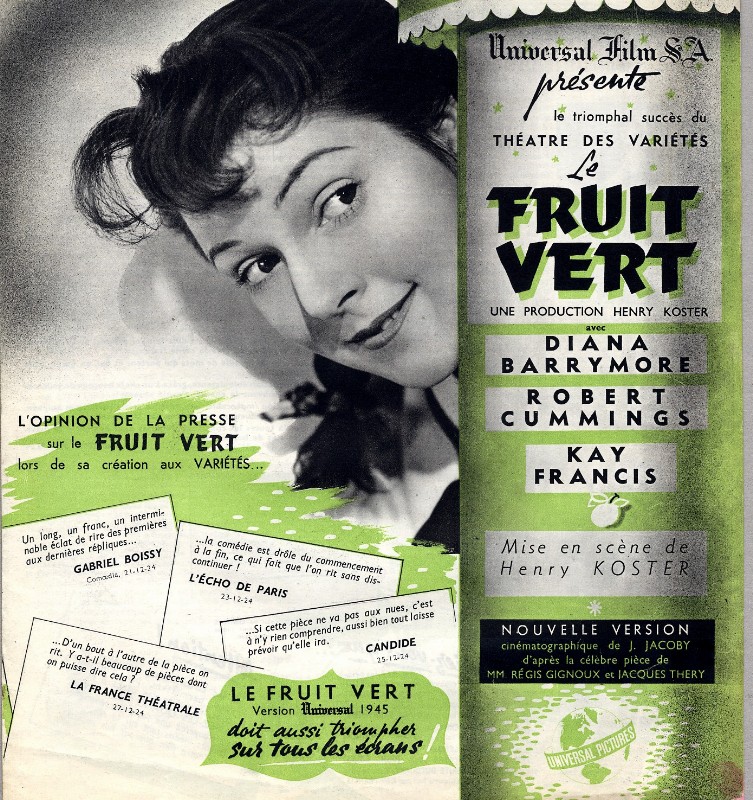 Universal Film S.A.
présente
le triomphal succès du
THÉATRE DES VARIÉTÉS
Le
FRUIT
VERT
UNE PRODUCTION HENRY KOSTER
avec
DIANA
BARRYMORE
ROBERT
CUMMINGS
KAY
FRANCIS
Mise en scène de
Henry KOSTER
NOUVELLE VERSION
cinématographique de J. JACOBY
d'après la célèbre pièce de
MM RÉGIS GIGNOUX et JACQUES THERY
UNIVERSAL PICTURES
L'OPINION DE LA PRESSE
sur le FRUIT VERT
lors de sa création aux VARIÉTÉS...
Un long, un franc, un intermi-
nable éclat de rire des premières
aux dernières répliques...
GABRIEL BOISSY
Comœdia, 21-12-24
...la comédie est drôle du commencement
à la fin, ce qui fait que l'on rit sans dis-
continuer !
L'ÉCHO DE PARIS
23-12-24
...Si cette pièce ne va pas aux nues, c'est
à n'y rien comprendre, aussi bien tout laisse
prévoir qu'elle ira.
CANDIDE
25-12-24
...D'un bout à l'autre de la pièce on
rit. Y a-t-il beaucoup de pièces dont
on puisse dire cela ?
LA FRANCE THÉATRALE
27-12-24
LE FRUIT VERT
Version Universal 1945
doit aussi triompher
sur tous les écrans !